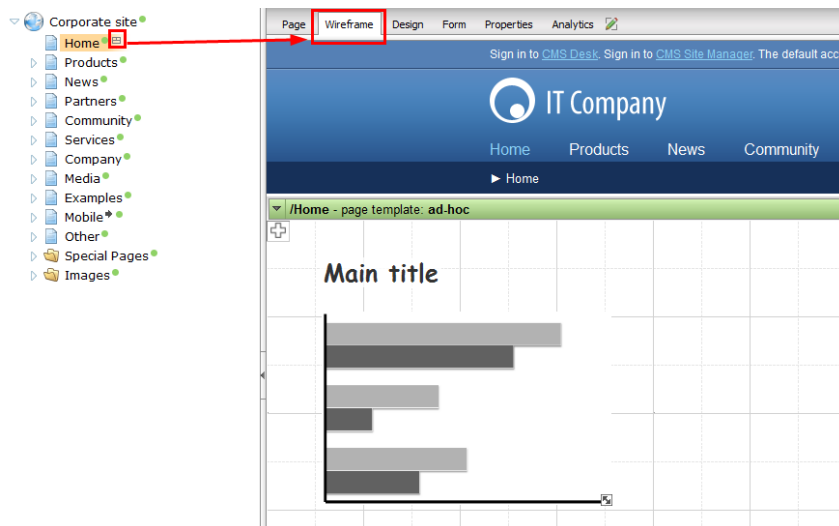 Corporate site
Home
Products
News
Partners
Community
Services
Company
Media
Examples
Mobile
Other
Special Pages
Images
Page Wireframe Design Form Properties Analytics
Sign in to CMS Desk. Sign in to CMS Site Manager. The default acc
IT Company
Home Products News Community
► Home
/Home - page template: ad-hoc
Main title